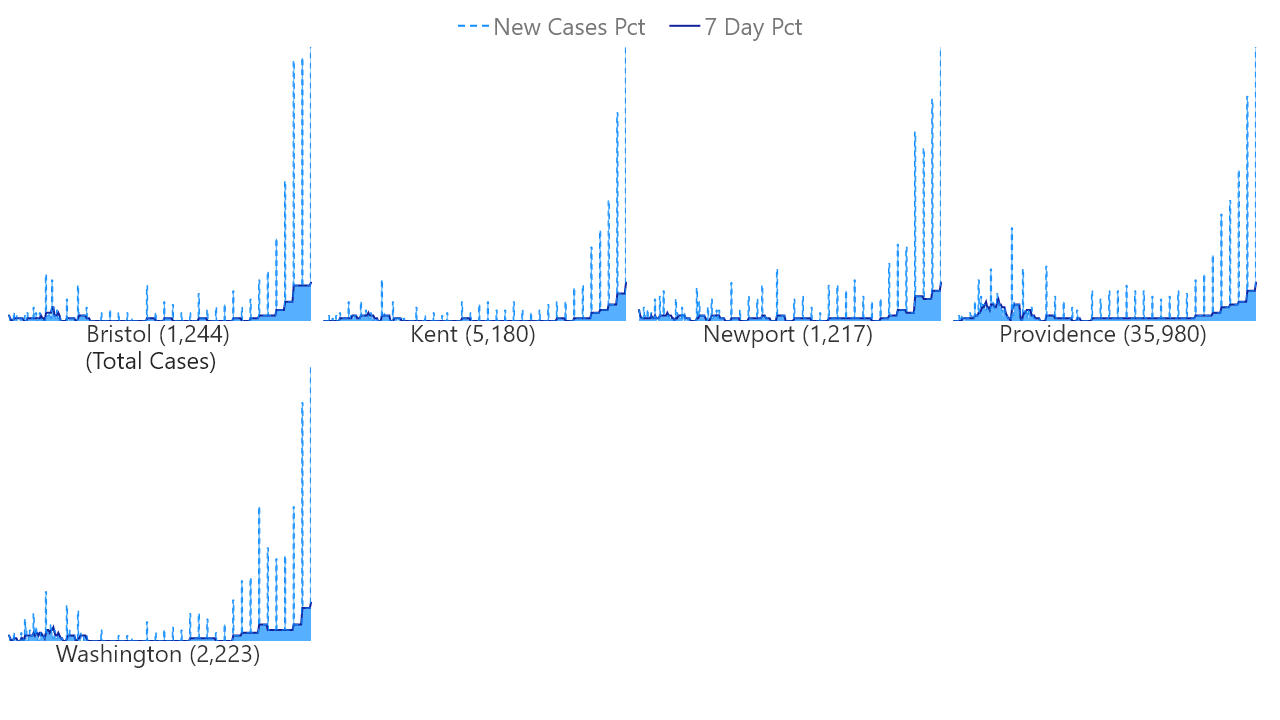 New Cases Pct 7 Day Pct
Bristol (1,244)
(Total Cases)
Kent (5,180)
Newport (1,217)
Providence (35,980)
Washington (2,223)